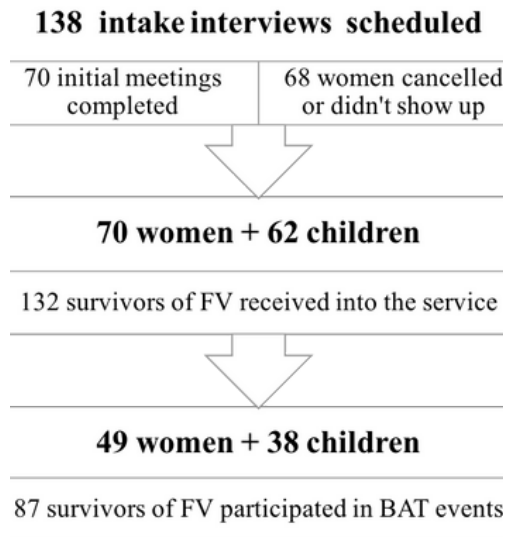 138 intake interviews scheduled
70 initial meetings
completed
68 women cancelled
or didn't show up
70 women + 62 children
132 survivors of FV received into the service
49 women + 38 children
87 survivors of FV participated in BAT events